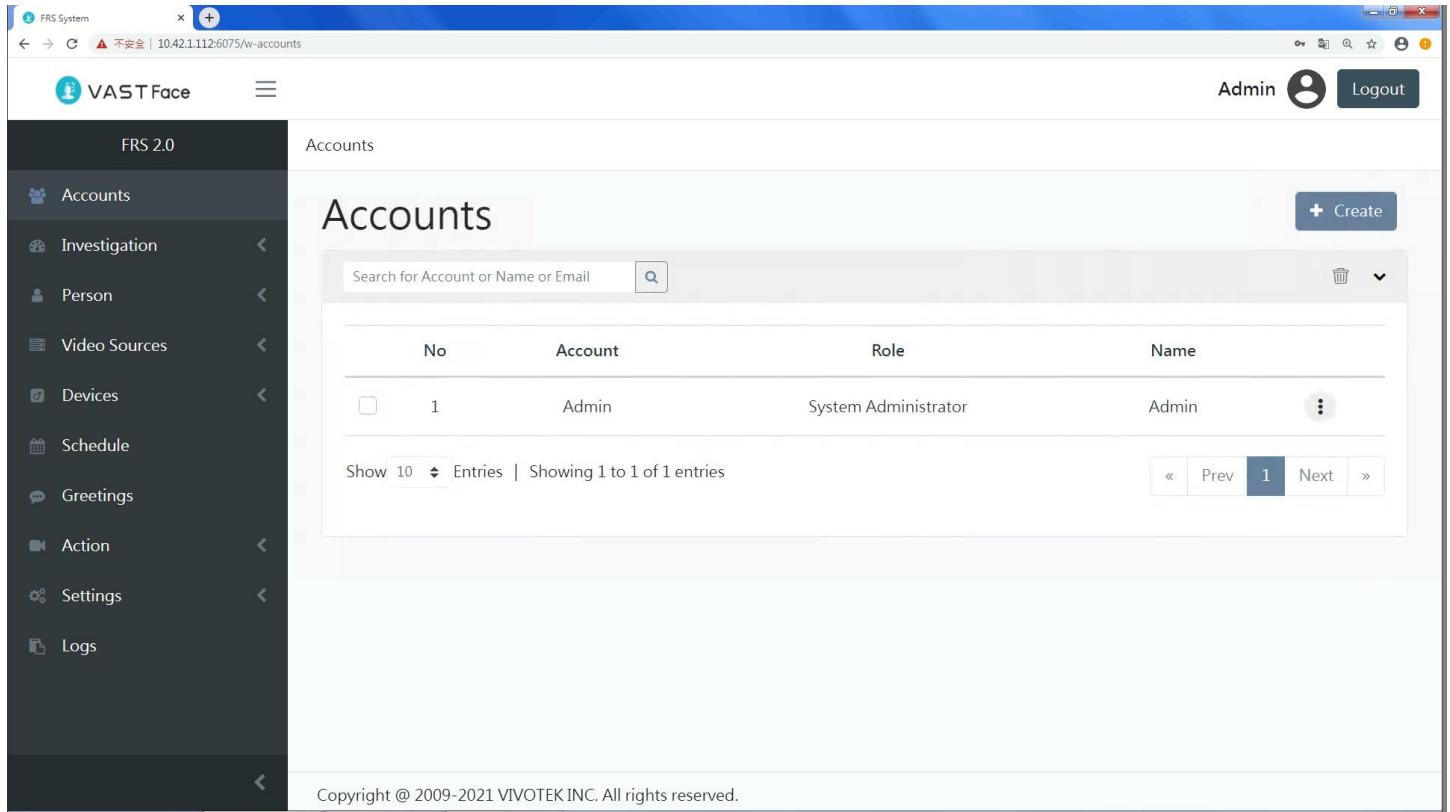 FRS System
不安全 | 10.42.1.112:6075/w-accounts
VAST Face
Admin
Logout
FRS 2.0
Accounts
Accounts
Investigation
Person
Video Sources
Devices
Schedule
Greetings
Action
Settings
Logs
Accounts
+ Create
Search for Account or Name or Email
No Account Role Name
1 Admin System Administrator Admin
Show 10 Entries | Showing 1 to 1 of 1 entries
« Prev 1 Next »
Copyright @ 2009-2021 VIVOTEK INC. All rights reserved.